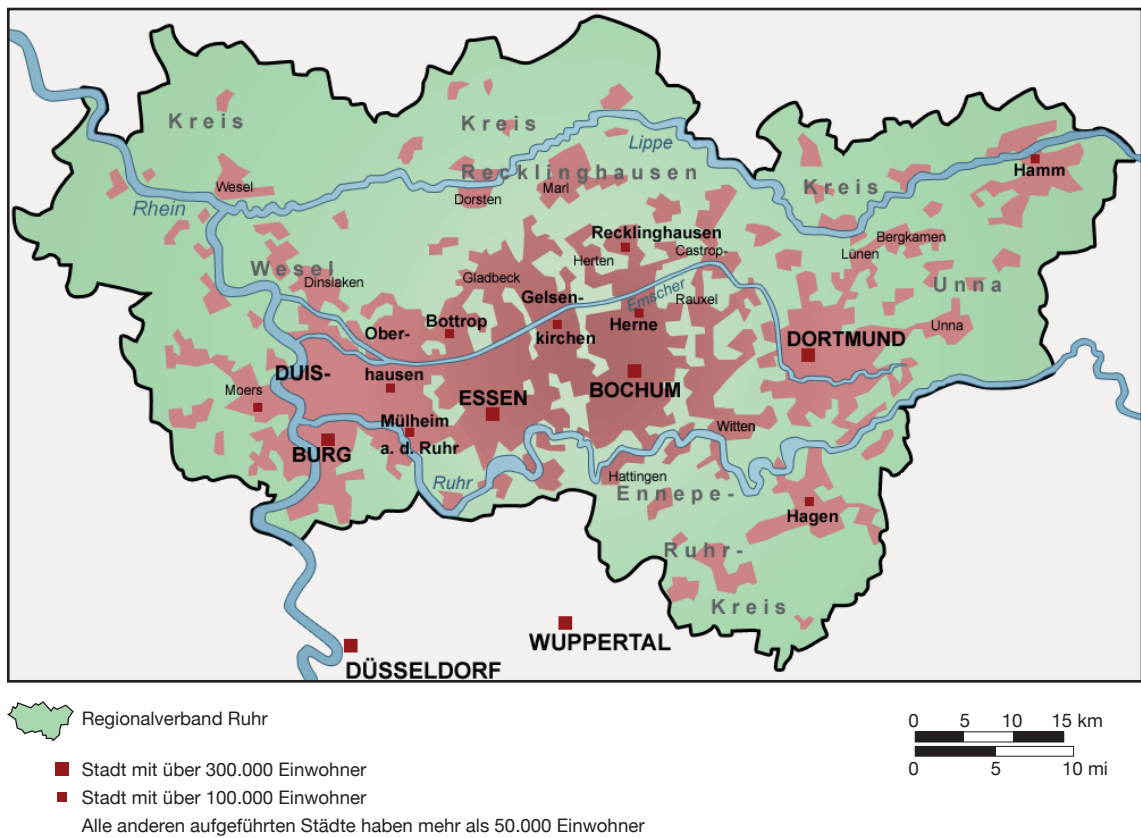 Kreis
Kreis
Lippe
Recklinghausen
Kreis
Hamm
Wesel
Marl
Dorsten
Rhein
Recklinghausen
Castrop-
Bergkamen
Lünen
Herten
Wesel
Dinslaken
Gladbeck
Unna
Gelsen-
Emscher
Rauxel
Bottrop
Herne
Ober-
kirchen
Unna
DORTMUND
DUIS-
hausen
Moers
BOCHUM
ESSEN
Mülheim
a. d. Ruhr
Witten
BURG
Ruhr
Hattingen
Ennepe-
Hagen
Ruhr-
Kreis
WUPPERTAL
DÜSSELDORF
Regionalverband Ruhr
0 5 10 15 km
0 5 10 mi
Stadt mit über 300.000 Einwohner
Stadt mit über 100.000 Einwohner
Alle anderen aufgeführten Städte haben mehr als 50.000 Einwohner